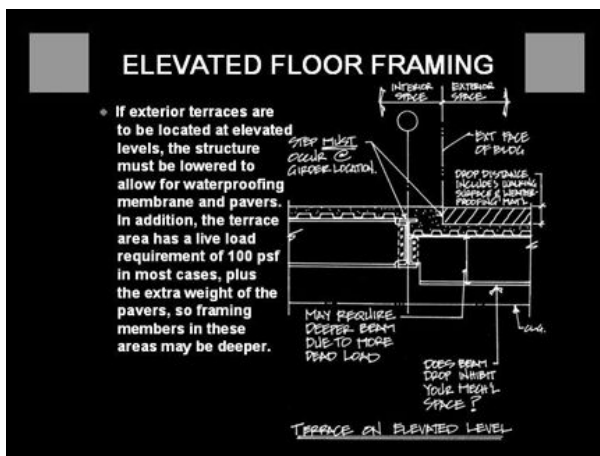 ELEVATED FLOOR FRAMING
If exterior terraces are
to be located at elevated
levels, the structure
must be lowered to
allow for waterproofing
membrane and pavers.
In addition, the terrace
area has a live load
requirement of 100 psf
in most cases, plus
the extra weight of the
pavers, so framing
members in these
areas may be deeper.
INTERIOR
SPACE
EXTERIOR
SPACE
STEP MUST
OCCUR @
GIRDER LOCATION.
EXT FACE
OF BLDG
DROP DISTANCE
INCLUDES WALKING
SURFACE & WEATHER-
PROOFING MAT'L
MAY REQUIRE
DEEPER BEAM
DUE TO MORE
DEAD LOAD
CLG.
DOES BEAM
DROP INHIBIT
YOUR MECH'L
SPACE?
TERRACE ON ELEVATED LEVEL